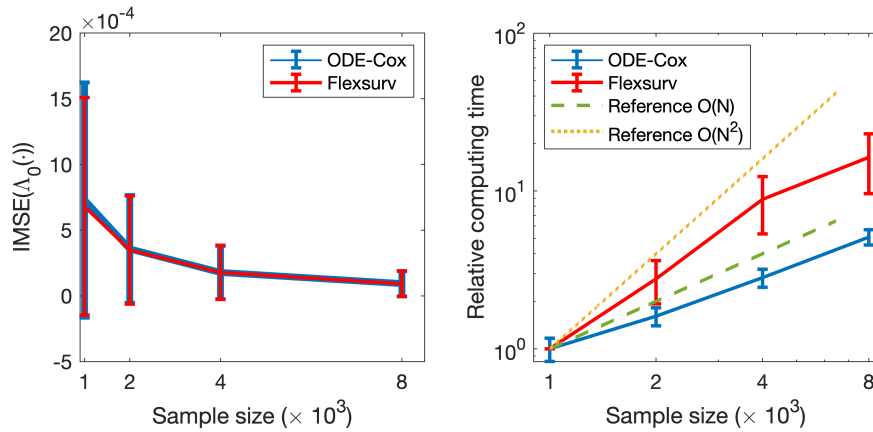 ×10⁻⁴
20
15
10
5
0
-5
1
2
4
8
IMSE(Λ₀(·))
Sample size (× 10³)
ODE-Cox
Flexsurv
10²
10¹
10⁰
1
2
4
8
Relative computing time
Sample size (× 10³)
ODE-Cox
Flexsurv
Reference O(N)
Reference O(N²)